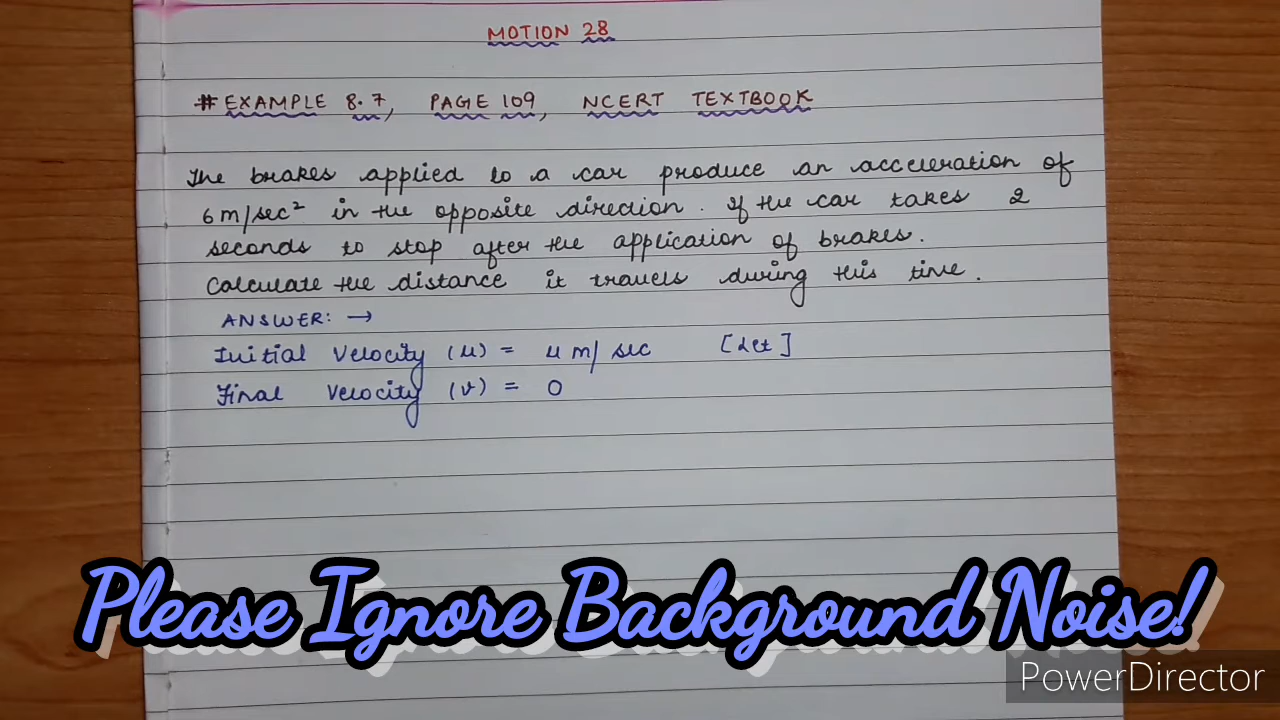 MOTION 28
# EXAMPLE 8.7, PAGE 109, NCERT TEXTBOOK
The brakes applied to a car produce an acceleration of
6 m/sec² in the opposite direction. If the car takes 2
seconds to stop after the application of brakes.
Calculate the distance it travels during this time.
ANSWER: →
Initial Velocity (u) = u m/sec [Let]
Final Velocity (v) = 0
Please Ignore Background Noise!
PowerDirector